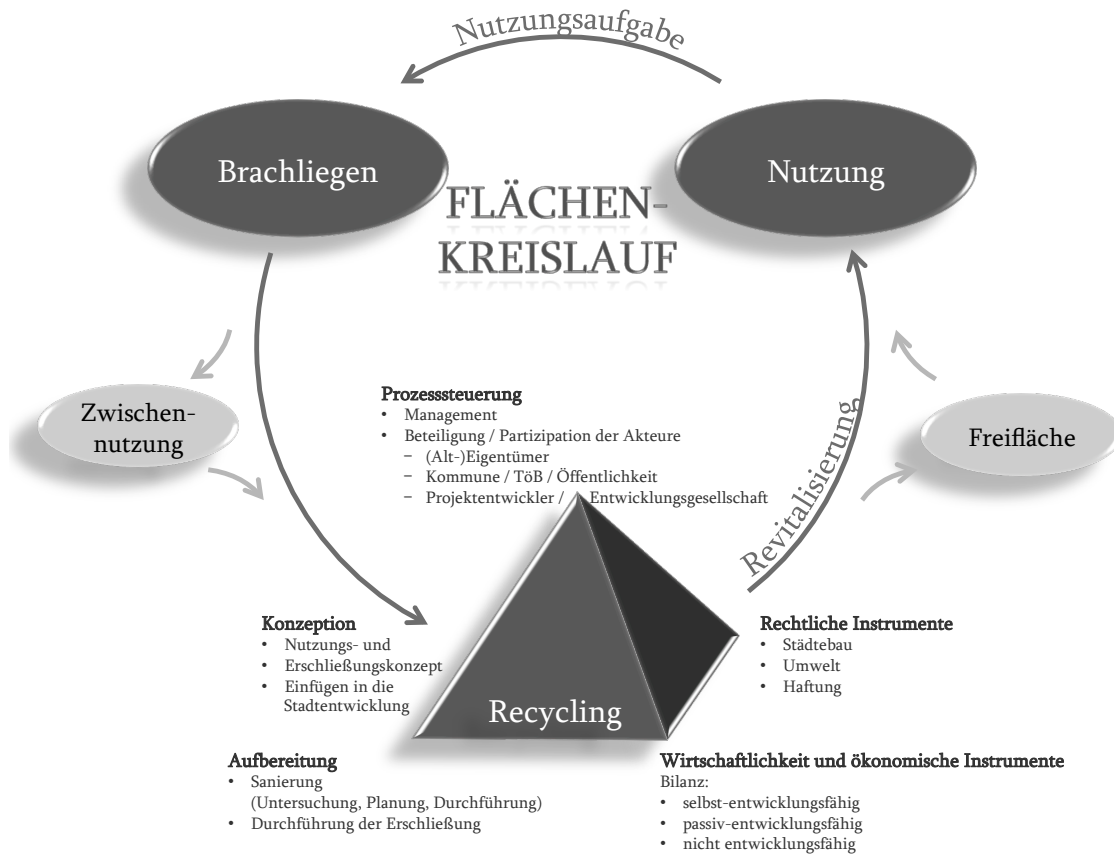 Nutzungsaufgabe
Brachliegen
Nutzung
FLÄCHEN-
KREISLAUF
Zwischen-
nutzung
Freifläche
Revitalisierung
Prozesssteuerung
• Management
• Beteiligung / Partizipation der Akteure
– (Alt-)Eigentümer
– Kommune / TöB / Öffentlichkeit
– Projektentwickler / Entwicklungsgesellschaft
Konzeption
• Nutzungs- und
• Erschließungskonzept
• Einfügen in die
Stadtentwicklung
Rechtliche Instrumente
• Städtebau
• Umwelt
• Haftung
Recycling
Aufbereitung
• Sanierung
(Untersuchung, Planung, Durchführung)
• Durchführung der Erschließung
Wirtschaftlichkeit und ökonomische Instrumente
Bilanz:
• selbst-entwicklungsfähig
• passiv-entwicklungsfähig
• nicht entwicklungsfähig